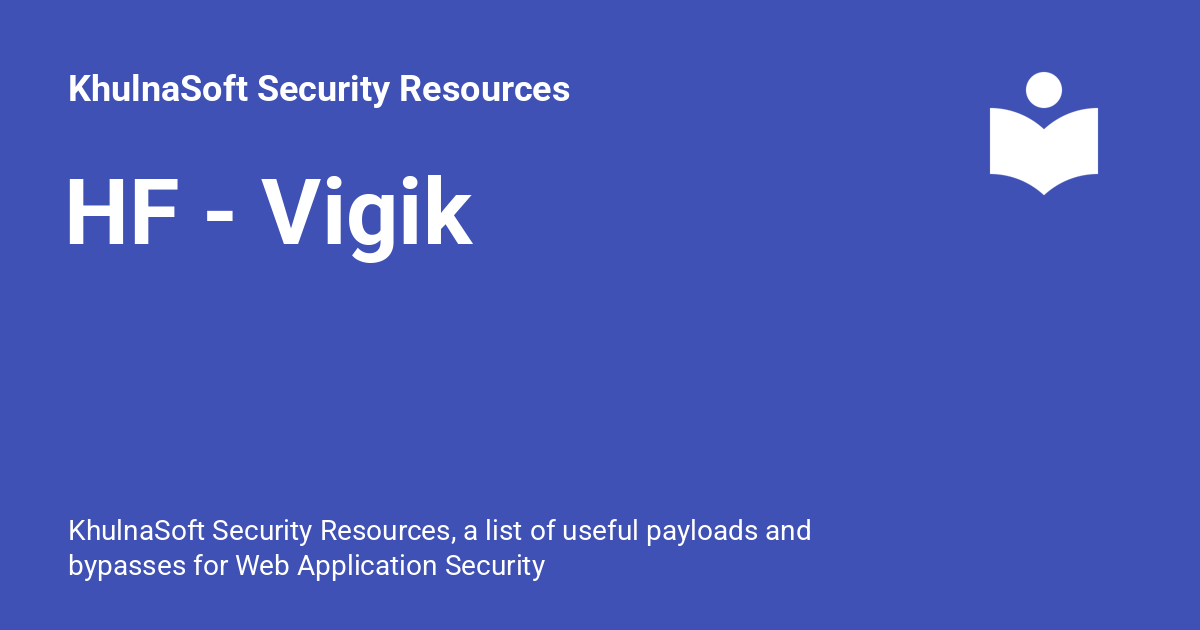 KhulnaSoft Security Resources
HF - Vigik
KhulnaSoft Security Resources, a list of useful payloads and
bypasses for Web Application Security